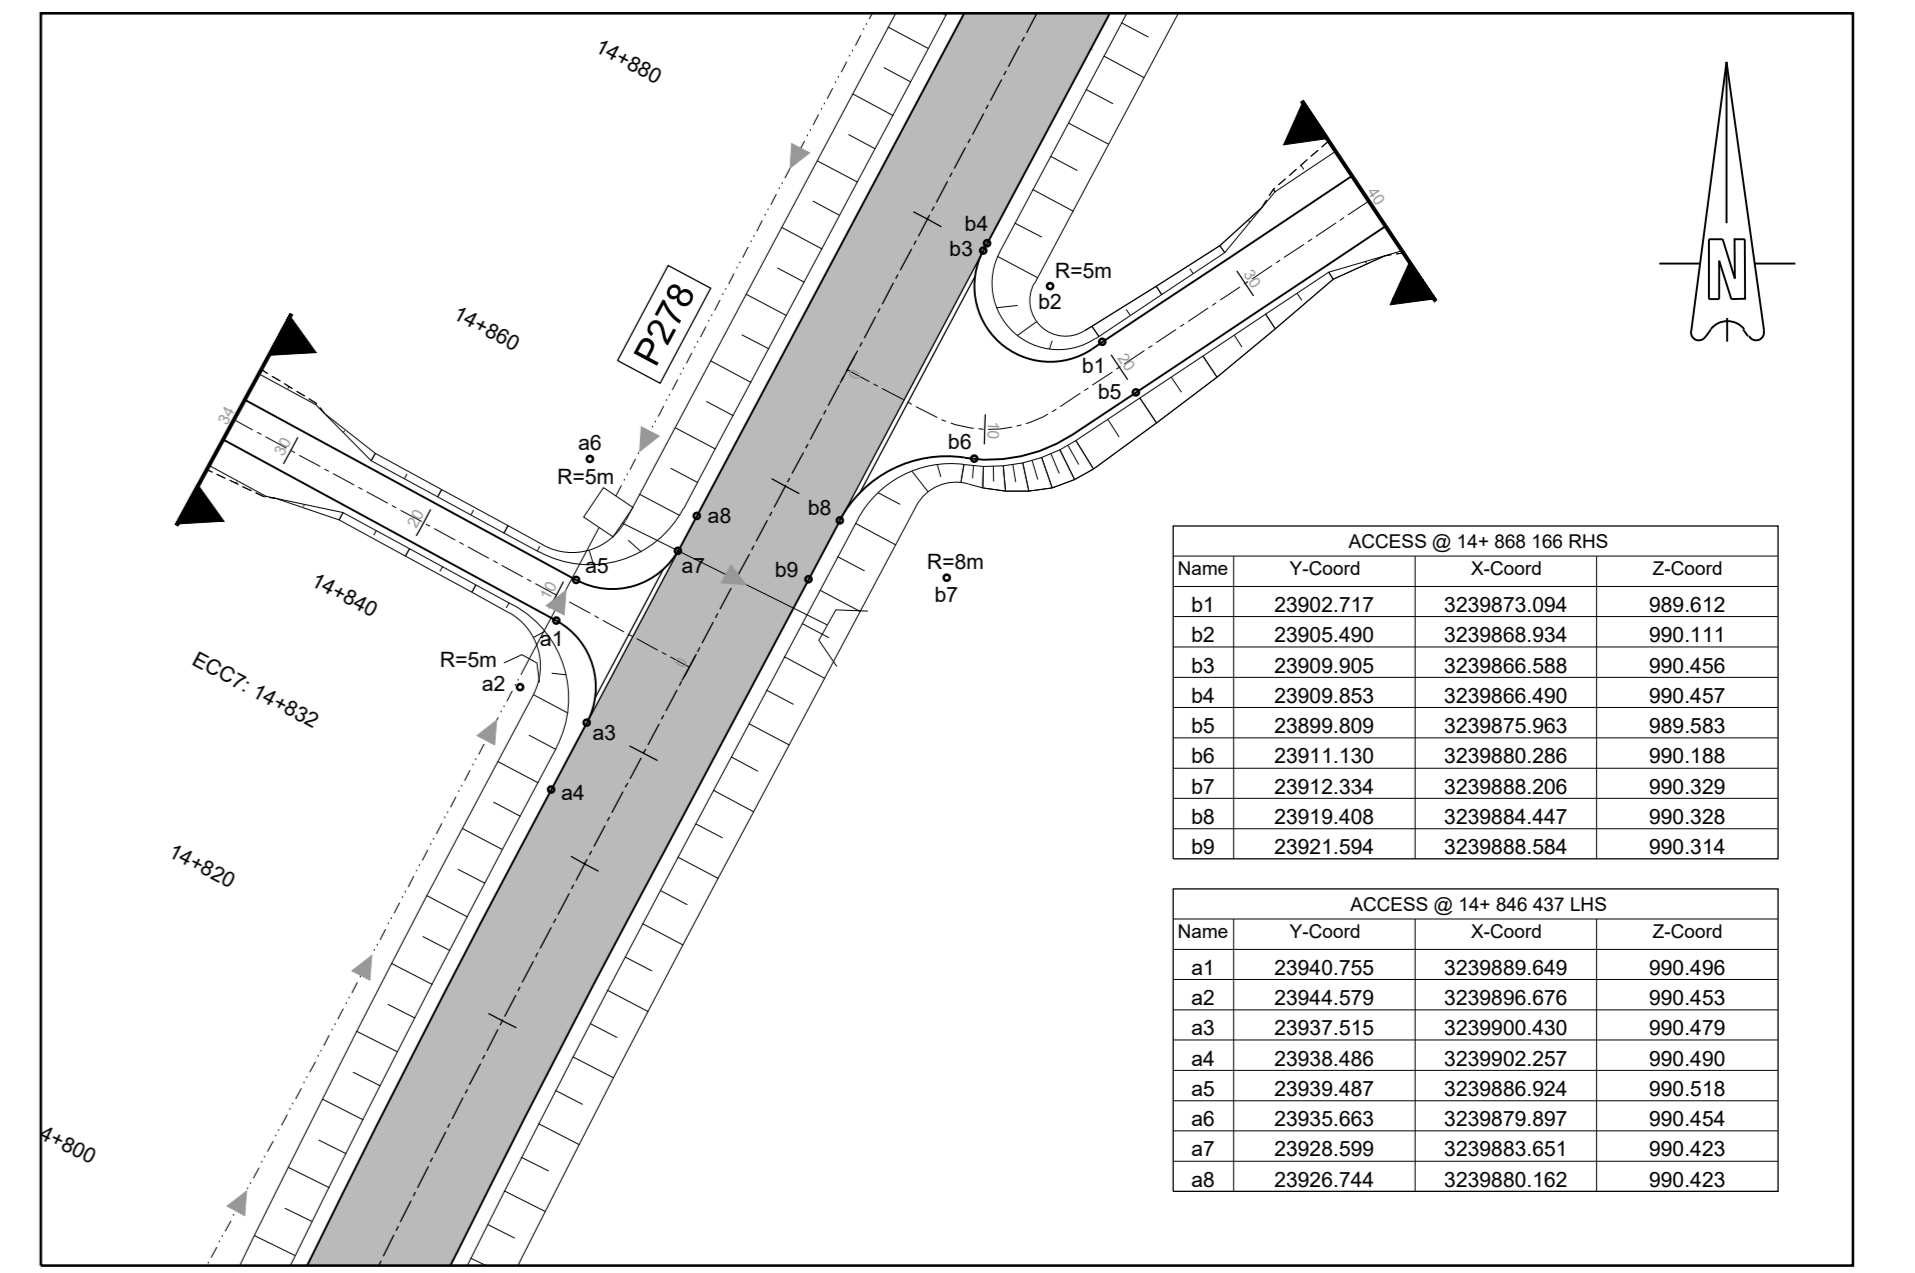 14+880
b4
b3
R=5m
b2
40
30
P278
14+860
0
b1
20
b5
34
30
a6
R=5m
b6
10
20
a8
b8
a5
a7
b9
R=8m
b7
10
14+840
a1
0
R=5m
a2
ECC7: 14+832
a3
a4
14+820
4+800
N
ACCESS @ 14+ 868 166 RHS
Name Y-Coord X-Coord Z-Coord
b1 23902.717 3239873.094 989.612
b2 23905.490 3239868.934 990.111
b3 23909.905 3239866.588 990.456
b4 23909.853 3239866.490 990.457
b5 23899.809 3239875.963 989.583
b6 23911.130 3239880.286 990.188
b7 23912.334 3239888.206 990.329
b8 23919.408 3239884.447 990.328
b9 23921.594 3239888.584 990.314
ACCESS @ 14+ 846 437 LHS
Name Y-Coord X-Coord Z-Coord
a1 23940.755 3239889.649 990.496
a2 23944.579 3239896.676 990.453
a3 23937.515 3239900.430 990.479
a4 23938.486 3239902.257 990.490
a5 23939.487 3239886.924 990.518
a6 23935.663 3239879.897 990.454
a7 23928.599 3239883.651 990.423
a8 23926.744 3239880.162 990.423